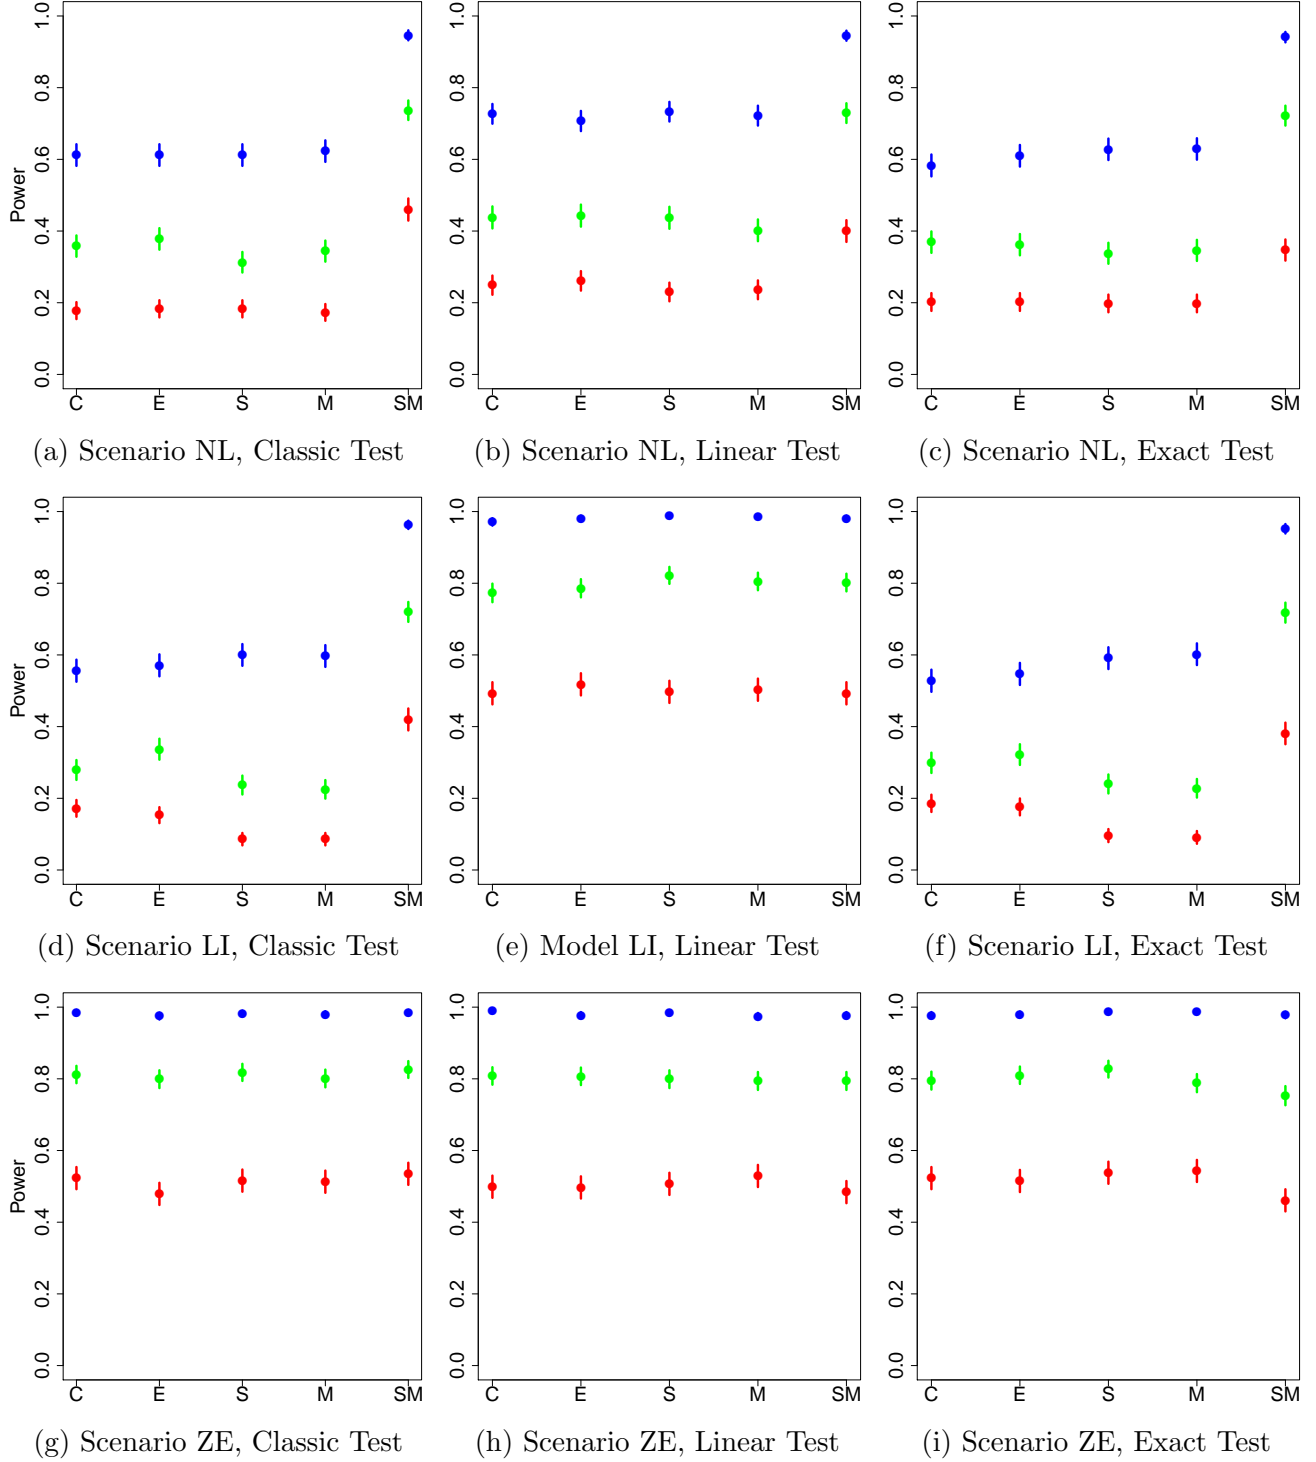 Power
0.0 0.2 0.4 0.6 0.8 1.0
C E S M SM
0.0 0.2 0.4 0.6 0.8 1.0
C E S M SM
0.0 0.2 0.4 0.6 0.8 1.0
C E S M SM
(a) Scenario NL, Classic Test
(b) Scenario NL, Linear Test
(c) Scenario NL, Exact Test
Power
0.0 0.2 0.4 0.6 0.8 1.0
C E S M SM
0.0 0.2 0.4 0.6 0.8 1.0
C E S M SM
0.0 0.2 0.4 0.6 0.8 1.0
C E S M SM
(d) Scenario LI, Classic Test
(e) Model LI, Linear Test
(f) Scenario LI, Exact Test
Power
0.0 0.2 0.4 0.6 0.8 1.0
C E S M SM
0.0 0.2 0.4 0.6 0.8 1.0
C E S M SM
0.0 0.2 0.4 0.6 0.8 1.0
C E S M SM
(g) Scenario ZE, Classic Test
(h) Scenario ZE, Linear Test
(i) Scenario ZE, Exact Test